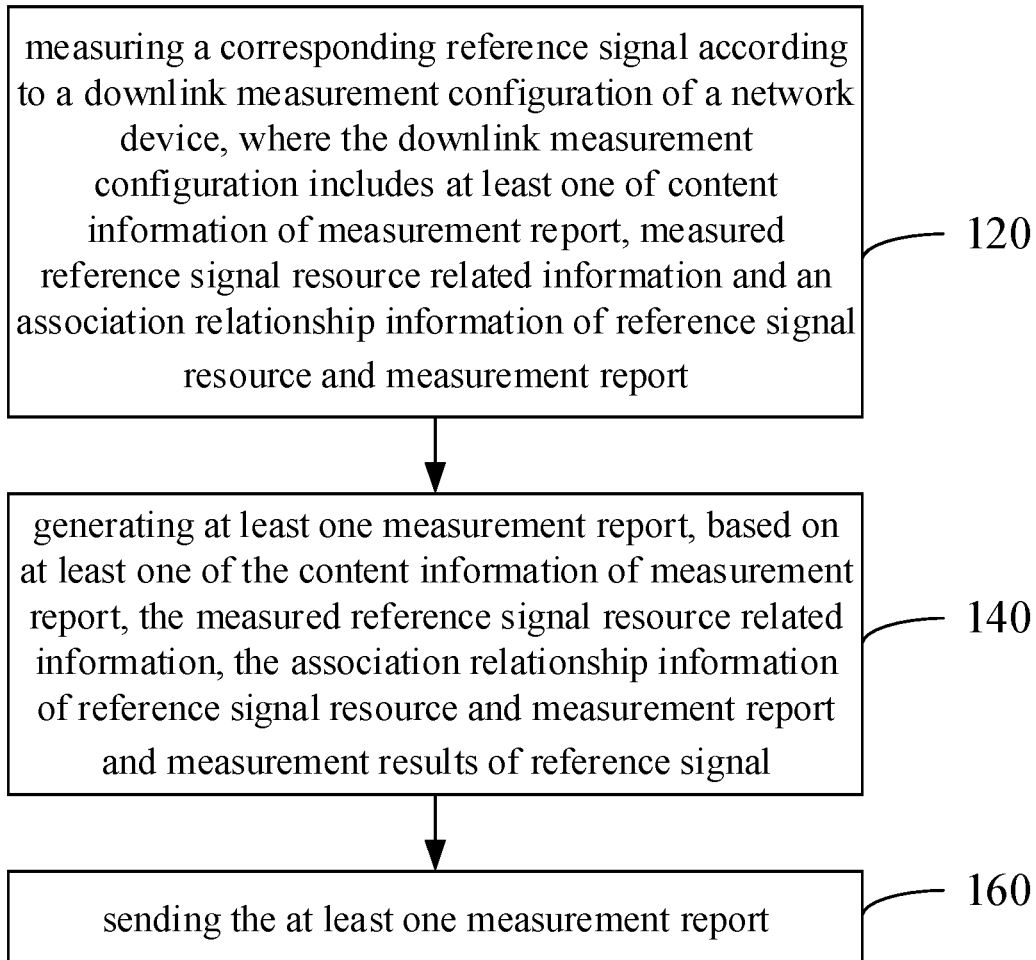 measuring a corresponding reference signal according
to a downlink measurement configuration of a network
device, where the downlink measurement
configuration includes at least one of content
information of measurement report, measured
reference signal resource related information and an
association relationship information of reference signal
resource and measurement report
120
generating at least one measurement report, based on
at least one of the content information of measurement
report, the measured reference signal resource related
information, the association relationship information
of reference signal resource and measurement report
and measurement results of reference signal
140
sending the at least one measurement report
160